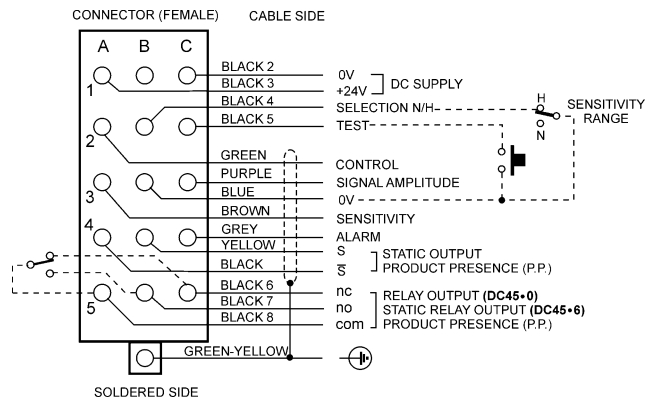 CONNECTOR (FEMALE) CABLE SIDE
A B C
BLACK 2 0V
1 BLACK 3 +24V DC SUPPLY
BLACK 4 SELECTION N/H H SENSITIVITY
BLACK 5 TEST N RANGE
2
GREEN CONTROL
PURPLE SIGNAL AMPLITUDE
3 BLUE 0V
BROWN SENSITIVITY
4 GREY ALARM
YELLOW S STATIC OUTPUT
BLACK S̅ PRODUCT PRESENCE (P.P.)
BLACK 6 nc RELAY OUTPUT (DC45•0)
5 BLACK 7 no STATIC RELAY OUTPUT (DC45•6)
BLACK 8 com PRODUCT PRESENCE (P.P.)
GREEN-YELLOW
SOLDERED SIDE